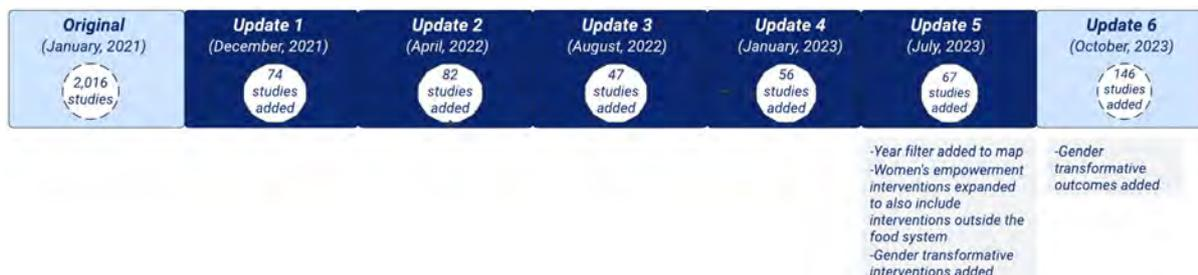 Original
(January, 2021)
2,016
studies
Update 1
(December, 2021)
74
studies
added
Update 2
(April, 2022)
82
studies
added
Update 3
(August, 2022)
47
studies
added
Update 4
(January, 2023)
56
studies
added
Update 5
(July, 2023)
67
studies
added
-Year filter added to map
-Women's empowerment
interventions expanded
to also include
interventions outside the
food system
-Gender transformative
interventions added
Update 6
(October, 2023)
146
studies
added
-Gender
transformative
outcomes added